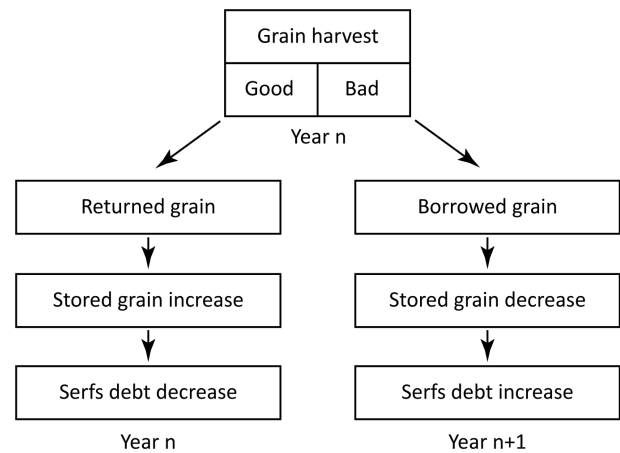 Grain harvest
Good
Bad
Year n
Returned grain
Borrowed grain
Stored grain increase
Stored grain decrease
Serfs debt decrease
Serfs debt increase
Year n
Year n+1